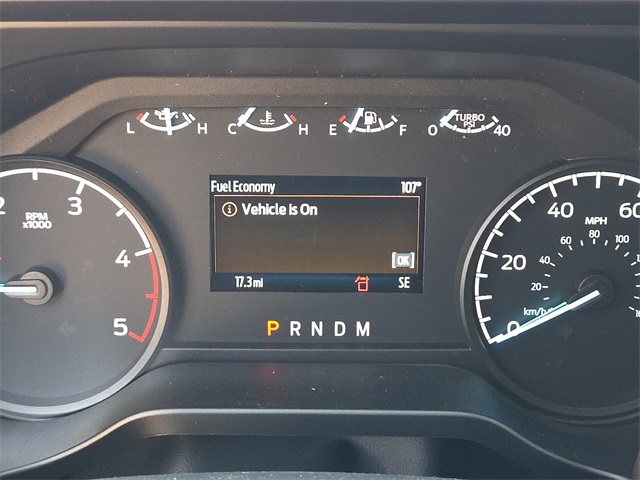 L H C H E F 0 TURBO PSI 40
Fuel Economy 107°
Vehicle is On
[OK]
17.3 mi SE
P R N D M
2 3 4 5
RPM
x1000
0 20 40 60
MPH
20 40 60 80 100
km/h